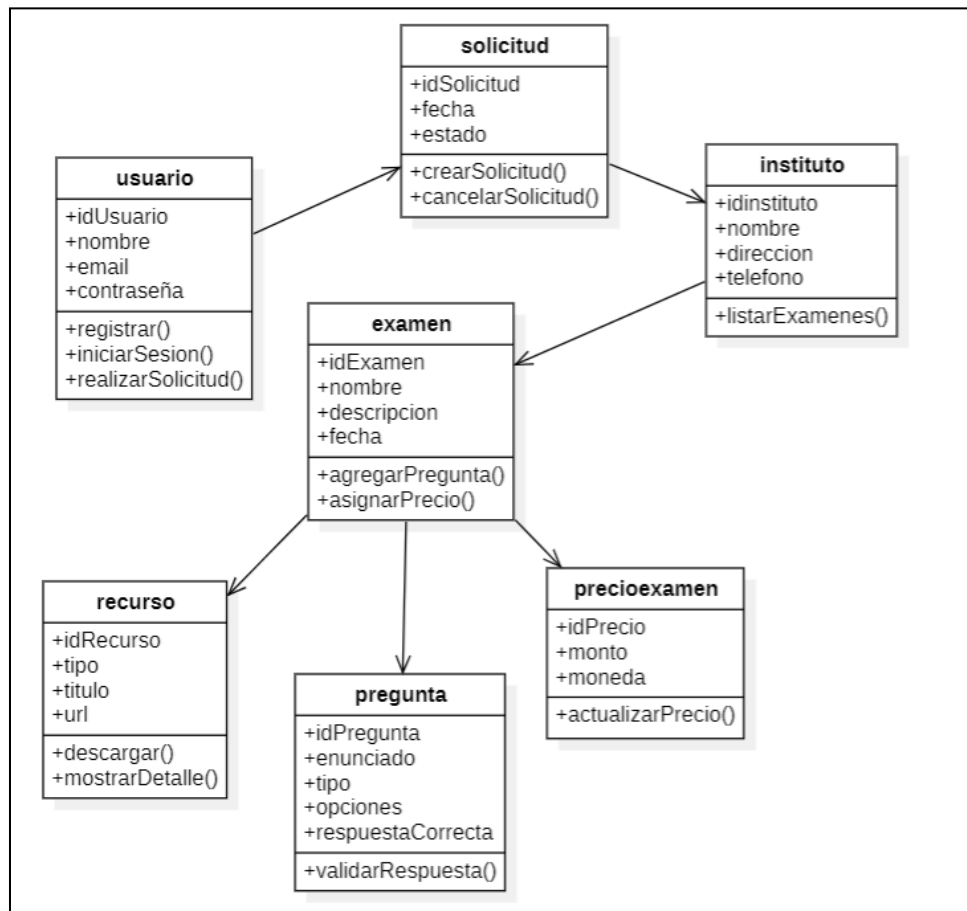 solicitud
+idSolicitud
+fecha
+estado
+crearSolicitud()
+cancelarSolicitud()
usuario
+idUsuario
+nombre
+email
+contraseña
+registrar()
+iniciarSesion()
+realizarSolicitud()
instituto
+idinstituto
+nombre
+direccion
+telefono
+listarExamenes()
examen
+idExamen
+nombre
+descripcion
+fecha
+agregarPregunta()
+asignarPrecio()
recurso
+idRecurso
+tipo
+titulo
+url
+descargar()
+mostrarDetalle()
pregunta
+idPregunta
+enunciado
+tipo
+opciones
+respuestaCorrecta
+validarRespuesta()
precioexamen
+idPrecio
+monto
+moneda
+actualizarPrecio()